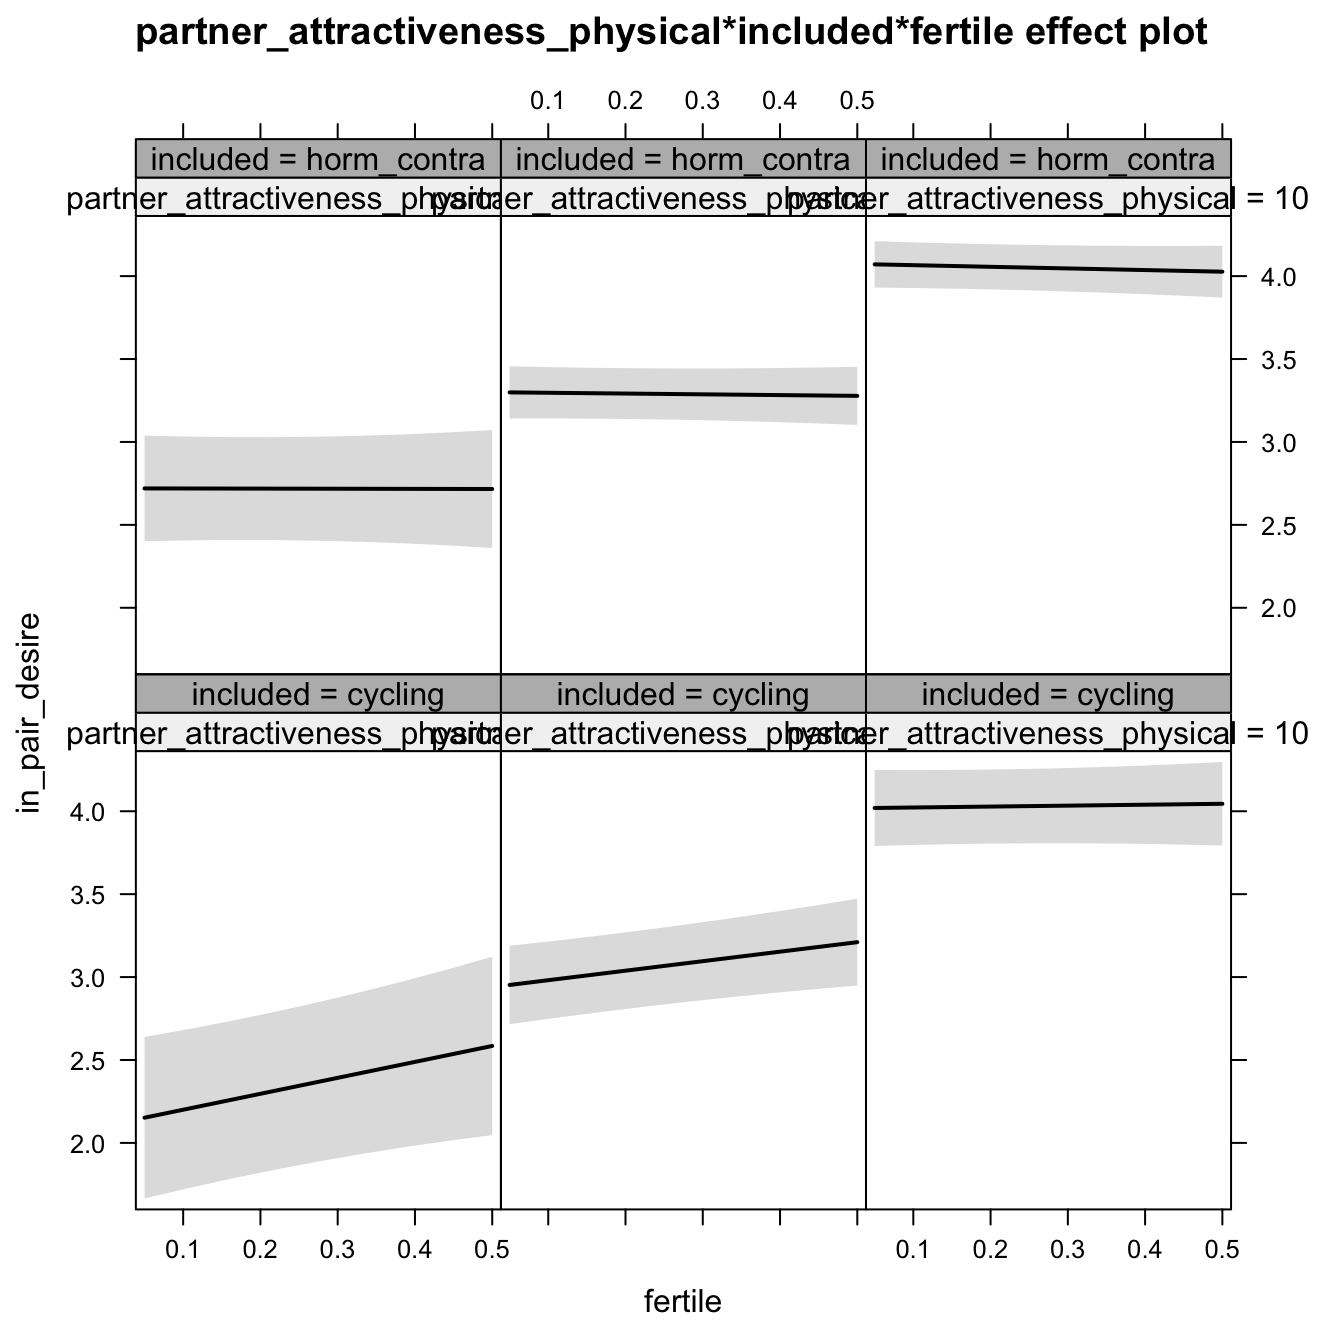 partner_attractiveness_physical*included*fertile effect plot
0.1 0.2 0.3 0.4 0.5
included = horm_contra included = horm_contra included = horm_contra
partner_attractiveness_physical = 10
4.0
3.5
3.0
2.5
2.0
in_pair_desire
included = cycling included = cycling included = cycling
partner_attractiveness_physical = 10
4.0
3.5
3.0
2.5
2.0
0.1 0.2 0.3 0.4 0.5 0.1 0.2 0.3 0.4 0.5
fertile